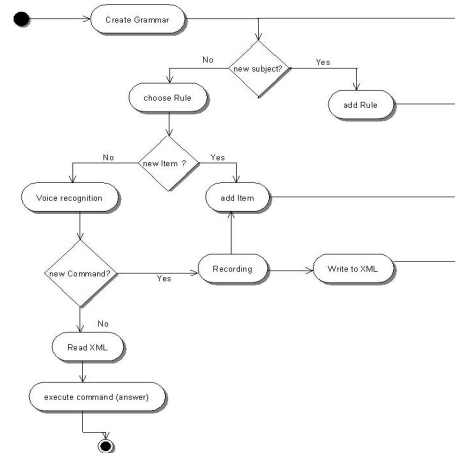 Create Grammar
No
new subject?
Yes
choose Rule
add Rule
No
new Item ?
Yes
Voice recognition
add Item
new Command?
Yes
Recording
Write to XML
No
Read XML
execute command (answer)